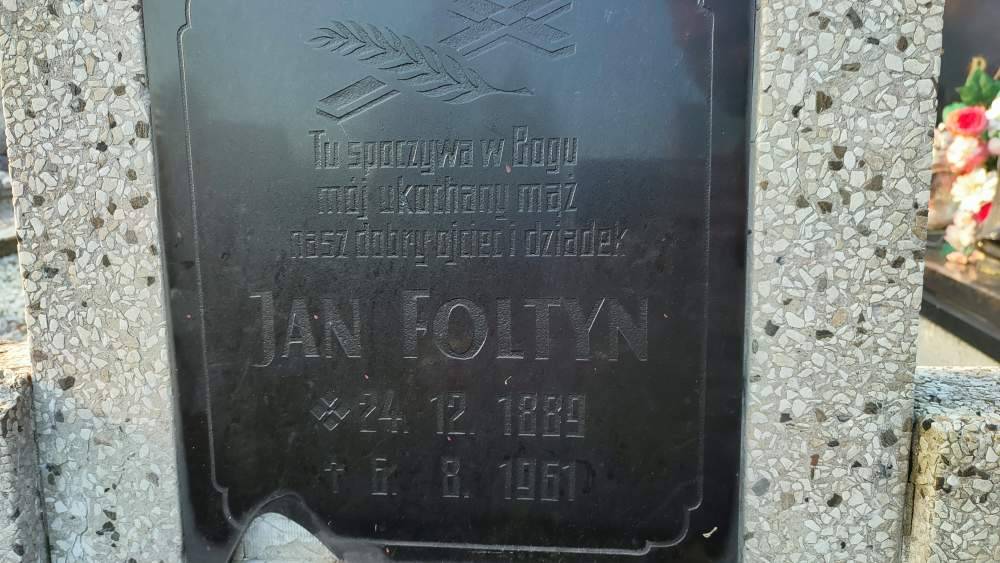 Tu spoczywa w Bogu
mój ukochany mąż
nasz dobry ojciec i dziadek
JAN FOLTYN
24. 12. 1889
† 6. 8. 1961